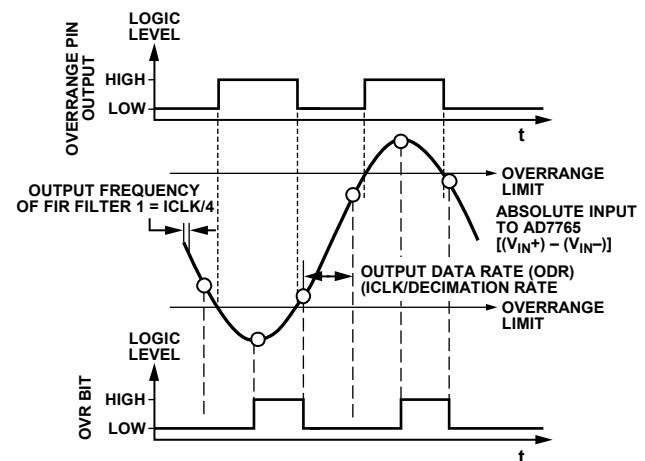 LOGIC
LEVEL
OVERRANGE PIN
OUTPUT
HIGH
LOW
t
OVERRANGE
LIMIT
OUTPUT FREQUENCY
OF FIR FILTER 1 = ICLK/4
ABSOLUTE INPUT
TO AD7765
[(VIN+) – (VIN–)]
OUTPUT DATA RATE (ODR)
(ICLK/DECIMATION RATE
OVERRANGE
LIMIT
LOGIC
LEVEL
OVR BIT
HIGH
LOW
t